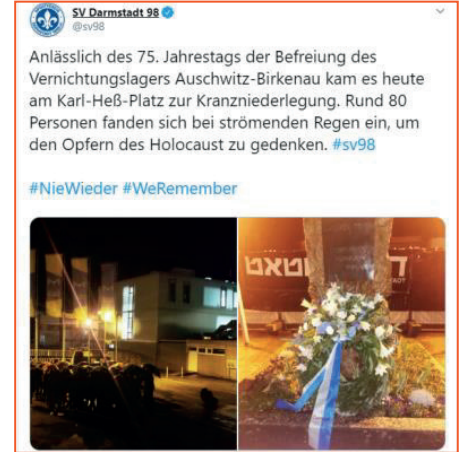 SV Darmstadt 98
@sv98
Anlässlich des 75. Jahrestags der Befreiung des
Vernichtungslagers Auschwitz-Birkenau kam es heute
am Karl-Heß-Platz zur Kranzniederlegung. Rund 80
Personen fanden sich bei strömenden Regen ein, um
den Opfern des Holocaust zu gedenken. #sv98
#NieWieder #WeRemember